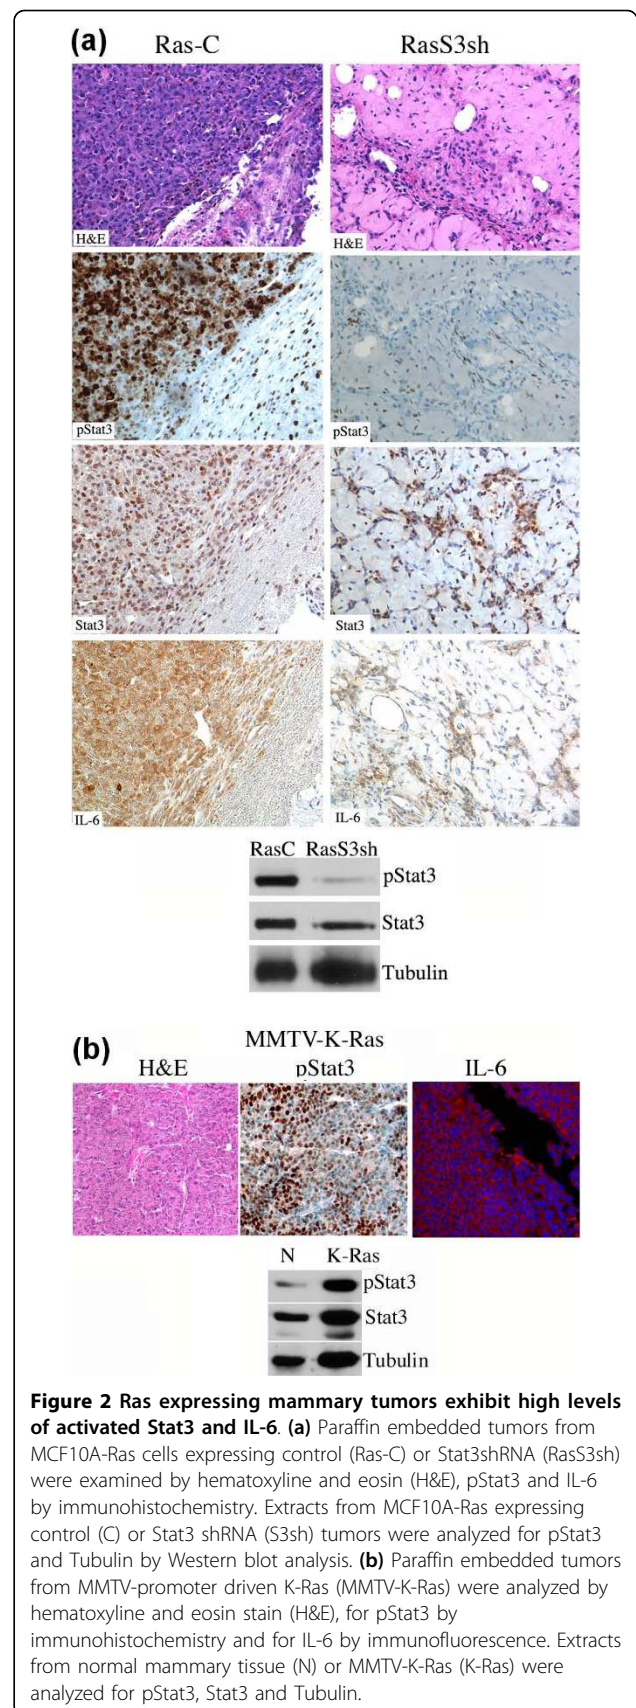 (a)
Ras-C RasS3sh
H&E H&E
pStat3 pStat3
Stat3 Stat3
IL-6 IL-6
RasC RasS3sh
pStat3
Stat3
Tubulin
(b)
MMTV-K-Ras
H&E pStat3 IL-6
N K-Ras
pStat3
Stat3
Tubulin
Figure 2 Ras expressing mammary tumors exhibit high levels
of activated Stat3 and IL-6. (a) Paraffin embedded tumors from
MCF10A-Ras cells expressing control (Ras-C) or Stat3shRNA (RasS3sh)
were examined by hematoxyline and eosin (H&E), pStat3 and IL-6
by immunohistochemistry. Extracts from MCF10A-Ras expressing
control (C) or Stat3 shRNA (S3sh) tumors were analyzed for pStat3
and Tubulin by Western blot analysis. (b) Paraffin embedded tumors
from MMTV-promoter driven K-Ras (MMTV-K-Ras) were analyzed by
hematoxyline and eosin stain (H&E), for pStat3 by
immunohistochemistry and for IL-6 by immunofluorescence. Extracts
from normal mammary tissue (N) or MMTV-K-Ras (K-Ras) were
analyzed for pStat3, Stat3 and Tubulin.